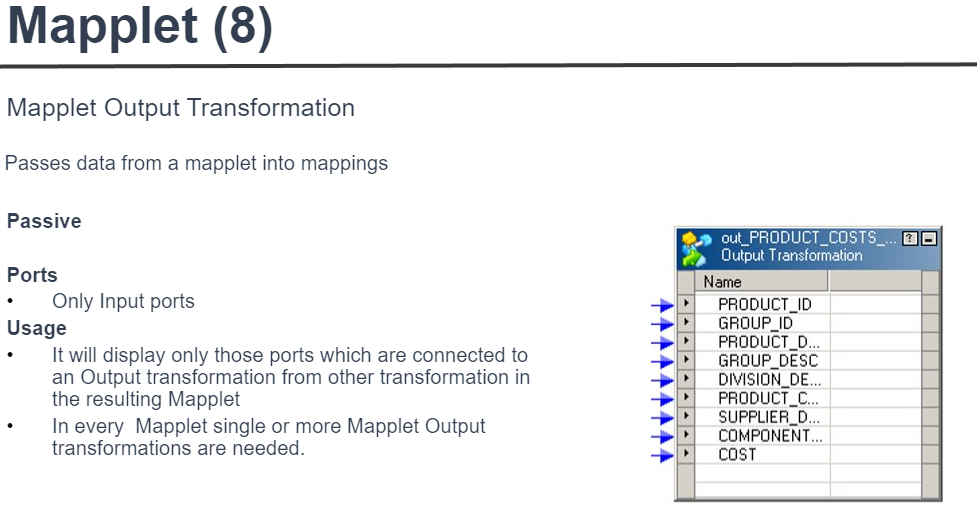 Mapplet (8)
Mapplet Output Transformation
Passes data from a mapplet into mappings
Passive
Ports
• Only Input ports
Usage
• It will display only those ports which are connected to
an Output transformation from other transformation in
the resulting Mapplet
• In every Mapplet single or more Mapplet Output
transformations are needed.
out_PRODUCT_COSTS_...
Output Transformation
Name
PRODUCT_ID
GROUP_ID
PRODUCT_D...
GROUP_DESC
DIVISION_DE...
PRODUCT_C...
SUPPLIER_D...
COMPONENT...
COST